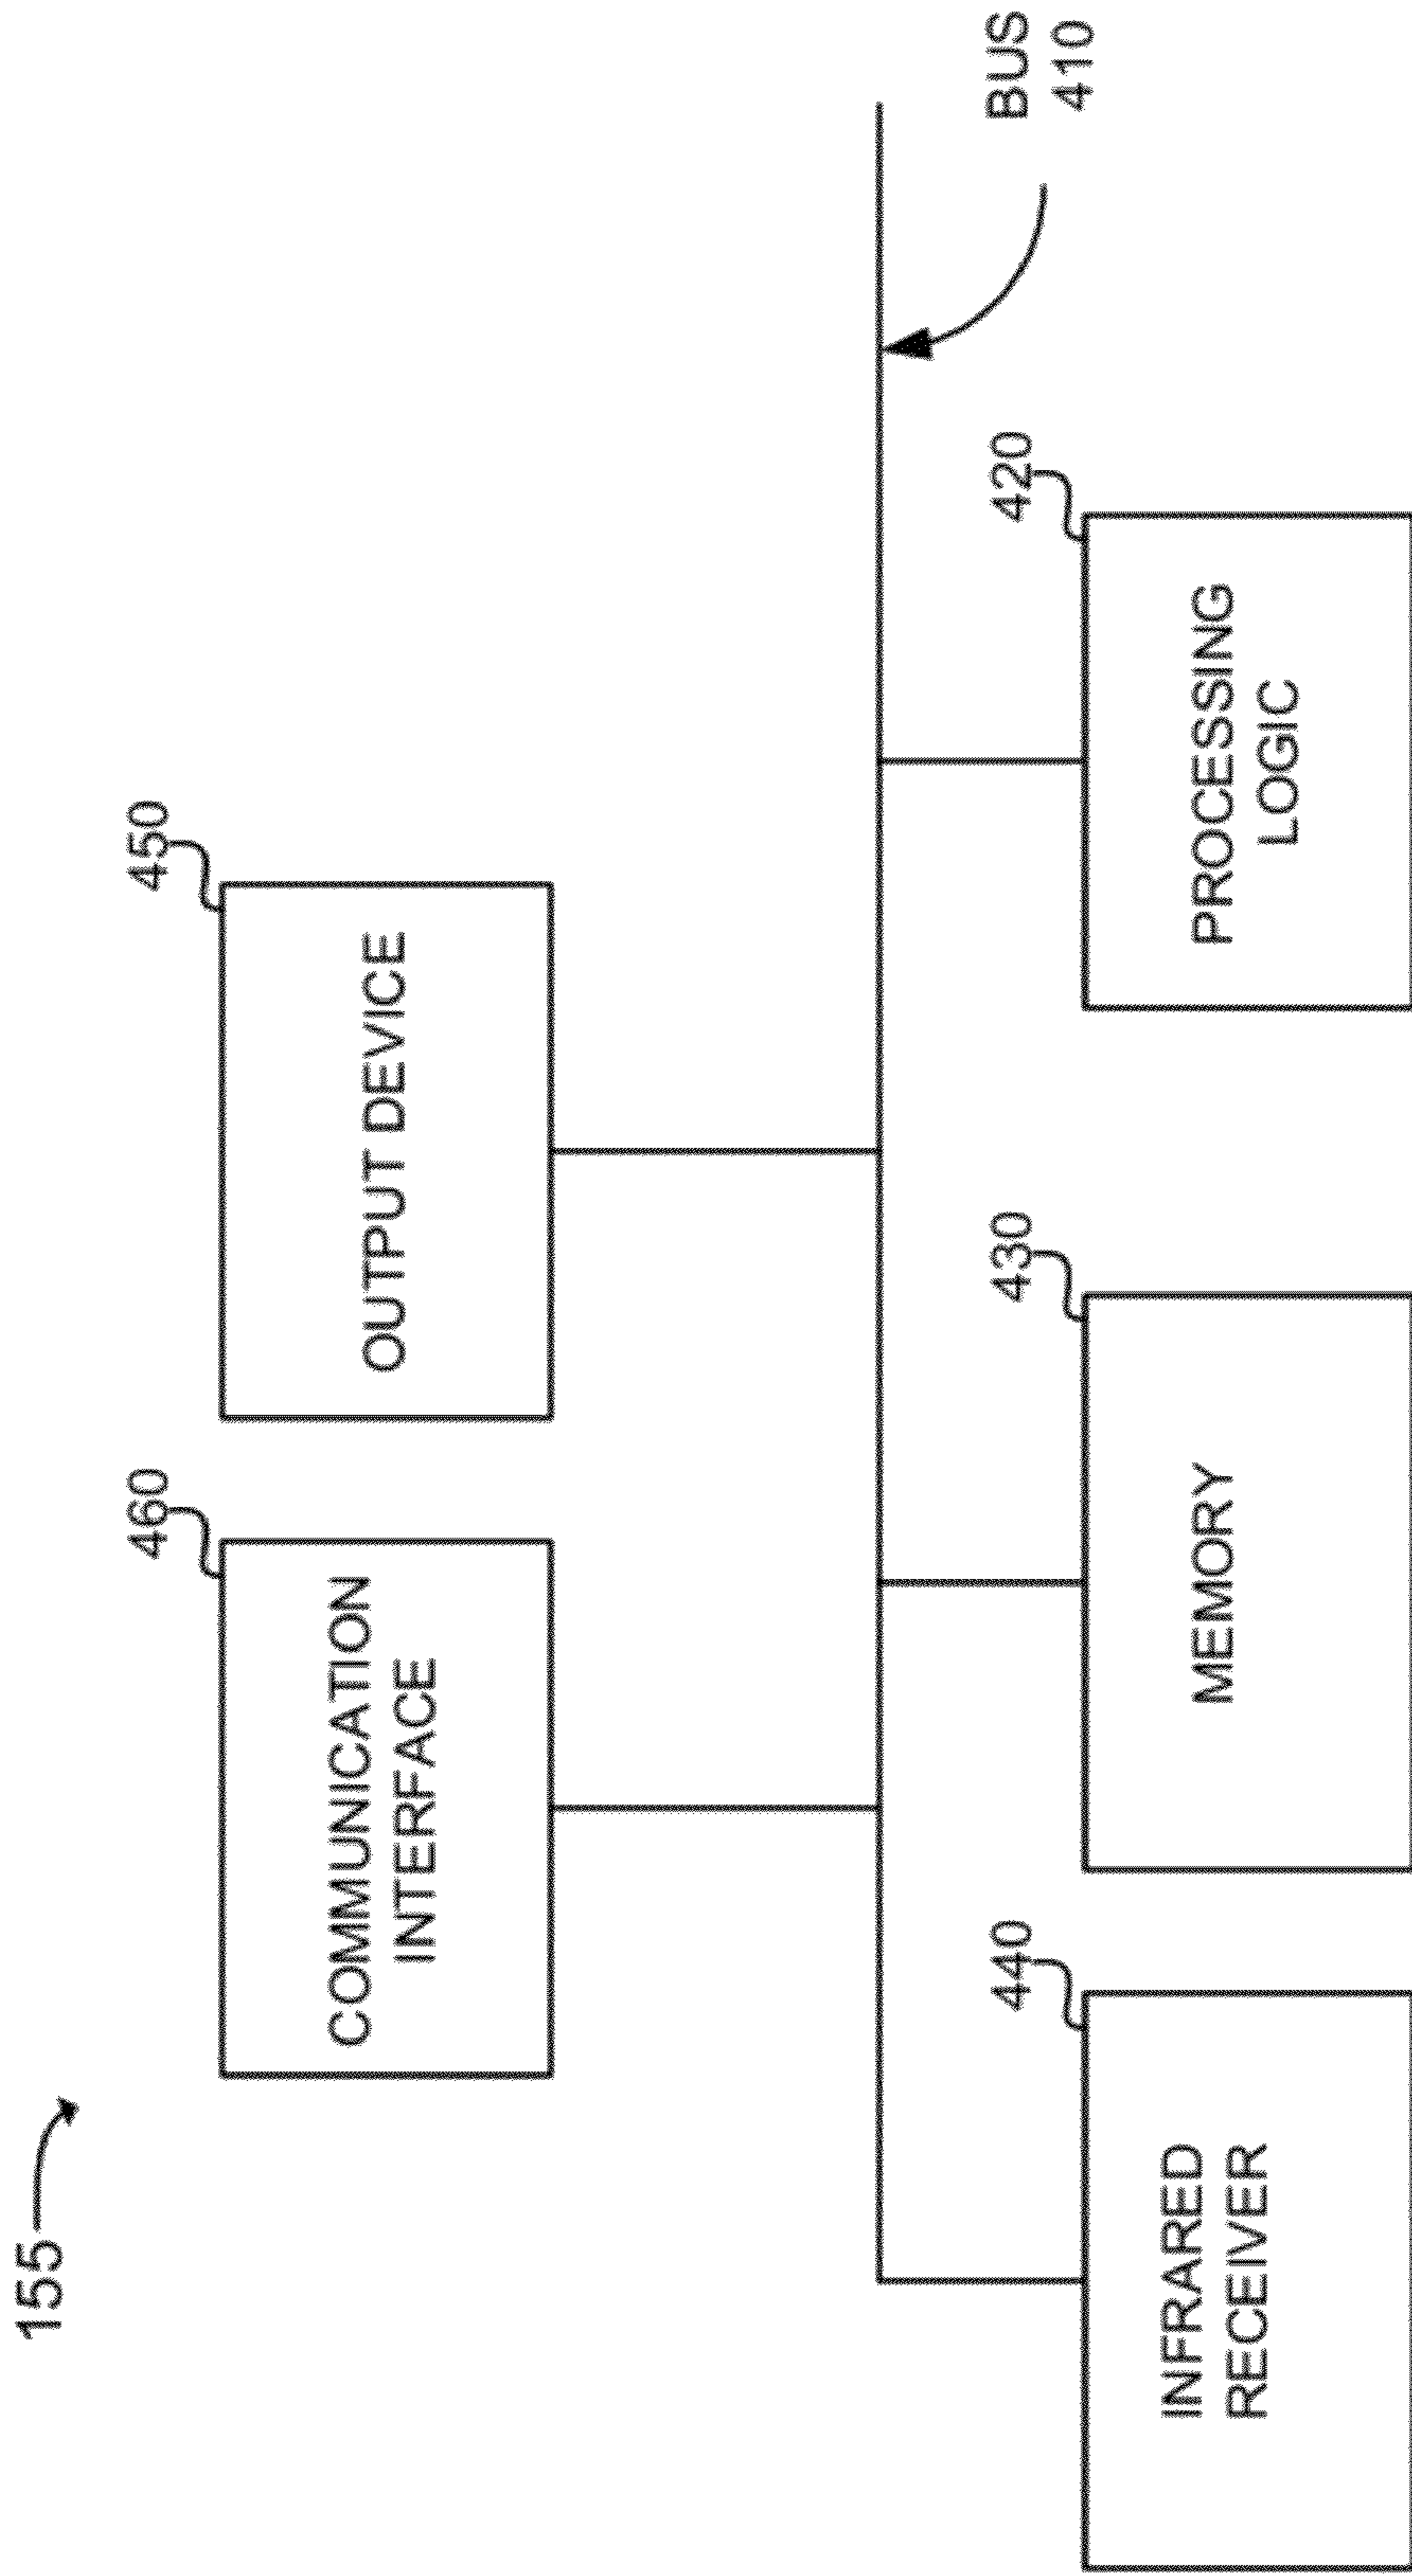 155
460
COMMUNICATION
INTERFACE
450
OUTPUT DEVICE
BUS
410
440
INFRARED
RECEIVER
430
MEMORY
420
PROCESSING
LOGIC